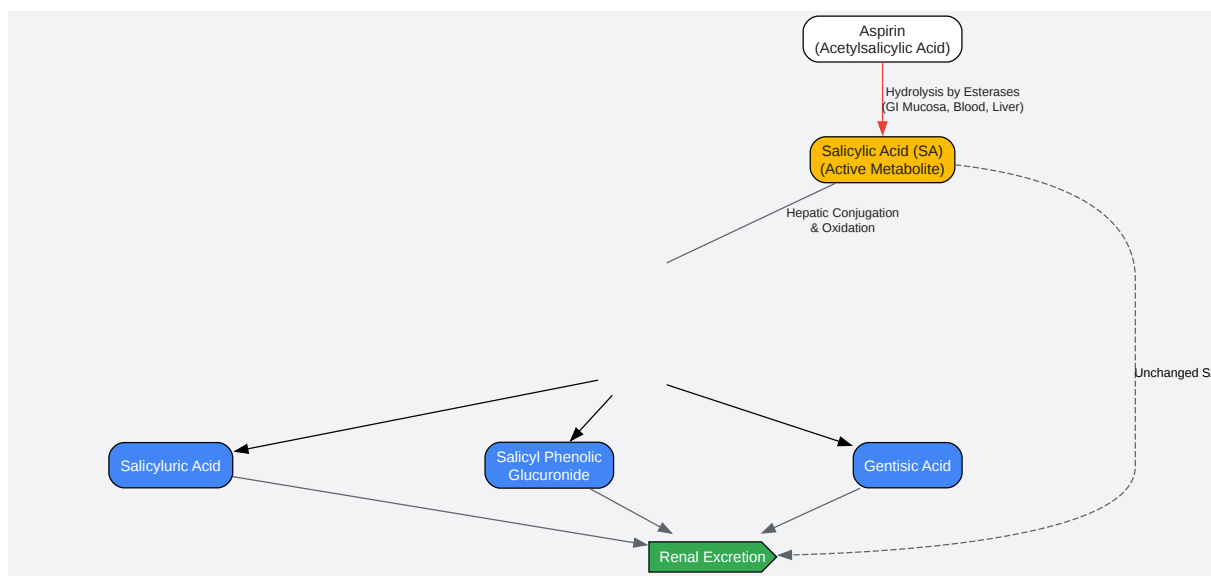 Aspirin
(Acetylsalicylic Acid)
Hydrolysis by Esterases
(GI Mucosa, Blood, Liver)
Salicylic Acid (SA)
(Active Metabolite)
Hepatic Conjugation
& Oxidation
Unchanged
Salicyluric Acid
Salicyl Phenolic
Glucuronide
Gentisic Acid
Renal Excretion